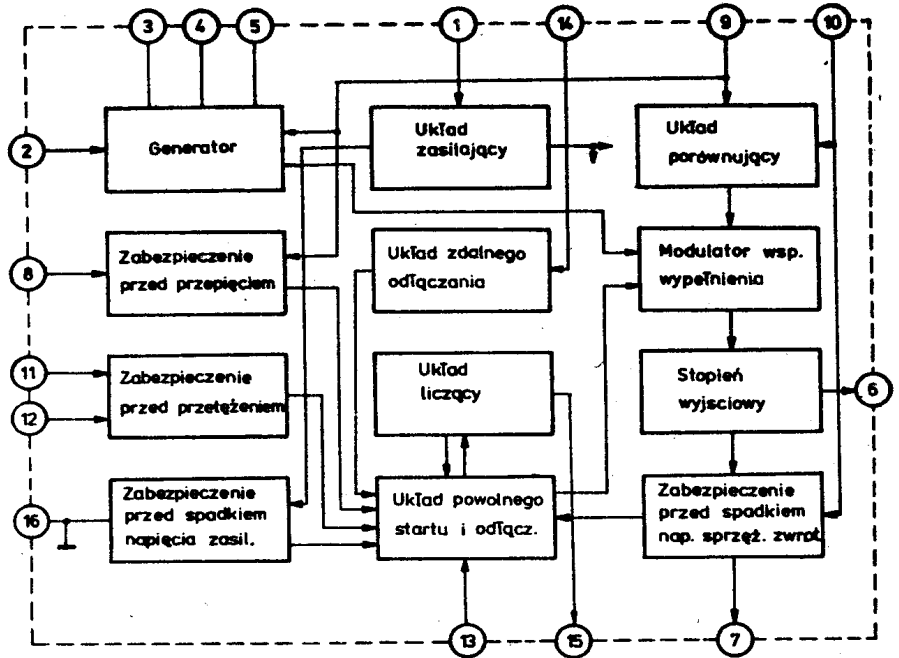 3
4
5
1
14
9
10
2
Generator
Układ
zasilający
Układ
porównujący
8
Zabezpieczenie
przed przepięciem
Układ zdalnego
odłączania
Modulator wsp.
wypełnienia
11
12
Zabezpieczenie
przed przetężeniem
Układ
liczący
Stopień
wyjsciowy
6
16
Zabezpieczenie
przed spadkiem
napięcia zasil.
Układ powolnego
startu i odłącz.
Zabezpieczenie
przed spadkiem
nap. sprzęż. zwrot.
13
15
7